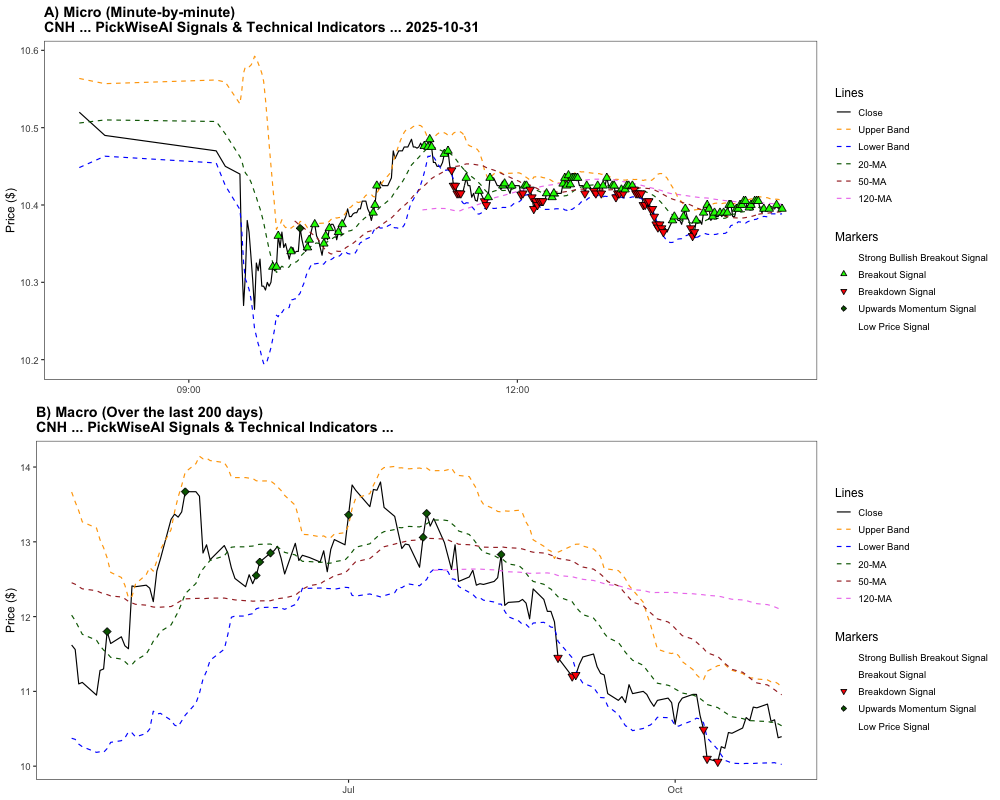 A) Micro (Minute-by-minute)
CNH ... PickWiseAI Signals & Technical Indicators ... 2025-10-31
Price ($)
10.6
10.5
10.4
10.3
10.2
09:00
12:00
Lines
Close
Upper Band
Lower Band
20-MA
50-MA
120-MA
Markers
Strong Bullish Breakout Signal
Breakout Signal
Breakdown Signal
Upwards Momentum Signal
Low Price Signal
B) Macro (Over the last 200 days)
CNH ... PickWiseAI Signals & Technical Indicators ...
Price ($)
14
13
12
11
10
Jul
Oct
Lines
Close
Upper Band
Lower Band
20-MA
50-MA
120-MA
Markers
Strong Bullish Breakout Signal
Breakout Signal
Breakdown Signal
Upwards Momentum Signal
Low Price Signal